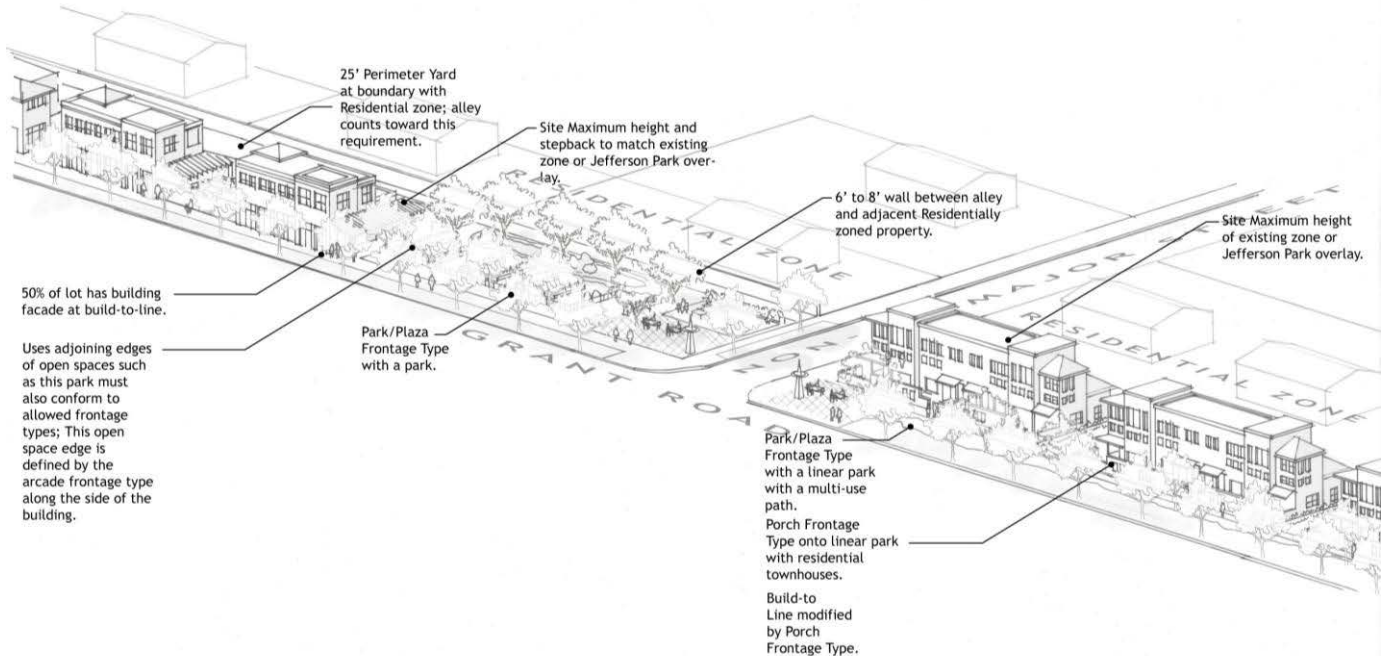 25' Perimeter Yard
at boundary with
Residential zone; alley
counts toward this
requirement.
Site Maximum height and
stepback to match existing
zone or Jefferson Park over-
lay.
6' to 8' wall between alley
and adjacent Residentially
zoned property.
Site Maximum height
of existing zone or
Jefferson Park overlay.
50% of lot has building
facade at build-to-line.
Uses adjoining edges
of open spaces such
as this park must
also conform to
allowed frontage
types; This open
space edge is
defined by the
arcade frontage type
along the side of the
building.
Park/Plaza
Frontage Type
with a park.
Park/Plaza
Frontage Type
with a linear park
with a multi-use
path.
Porch Frontage
Type onto linear park
with residential
townhouses.
Build-to
Line modified
by Porch
Frontage Type.
RESIDENTIAL ZONE
MAJOR STREET
RESIDENTIAL ZONE
GRANT ROAD